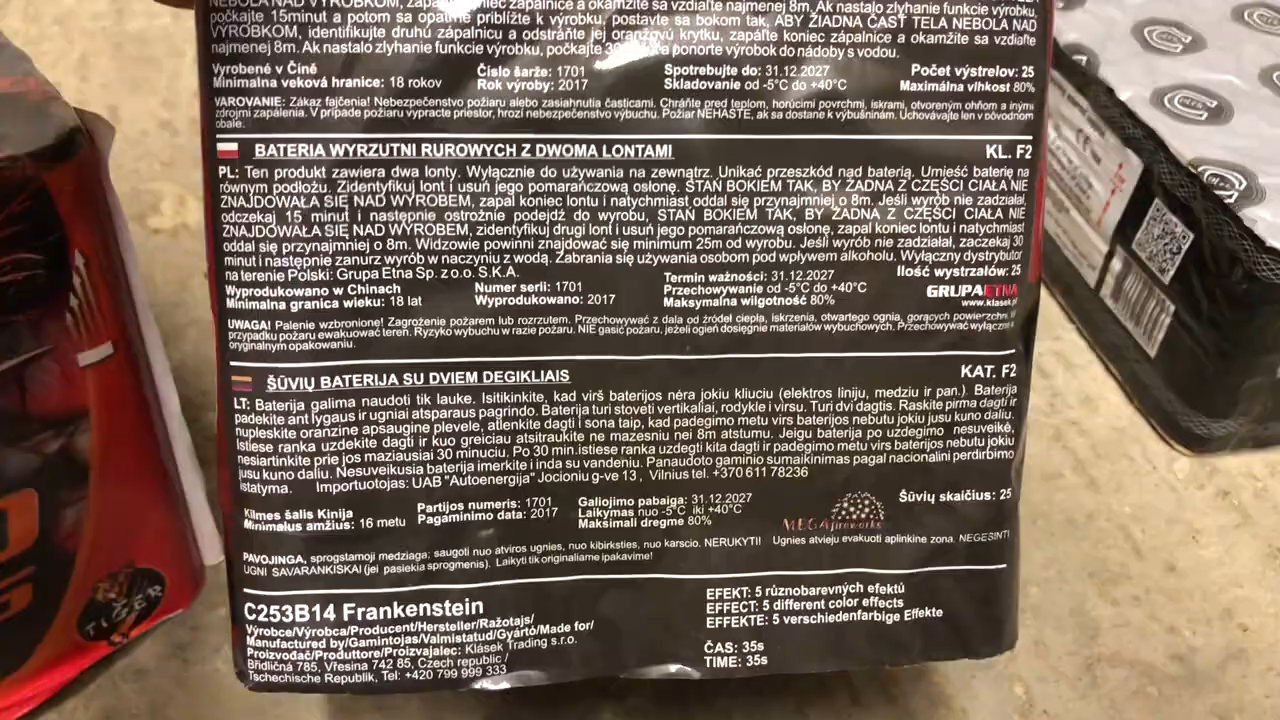 NEBOLA NAD VÝROBKOM, zapáľte koniec zápalnice a okamžite sa vzdiaľte najmenej 8m. Ak nastalo zlyhanie funkcie výrobku,
počkajte 15minut a potom sa opatrne priblížte k výrobku, postavte sa bokom tak, ABY ŽIADNA ČASŤ TELA NEBOLA NAD
VÝROBKOM, identifikujte druhú zápalnicu a odstráňte jej oranžovú krytku, zapáľte koniec zápalnice a okamžite sa vzdiaľte
najmenej 8m. Ak nastalo zlyhanie funkcie výrobku, počkajte 30 a ponorte výrobok do nádoby s vodou.
Vyrobené v Číně Číslo šarže: 1701 Spotrebujte do: 31.12.2027 Počet výstrelov: 25
Minimálna veková hranice: 18 rokov Rok výroby: 2017 Skladovanie od -5°C do +40°C Maximálna vlhkost 80%
VAROVANIE: Zákaz fajčenia! Nebezpečenstvo požiaru alebo zasiahnutia časticami. Chráňte pred teplom, horúcimi povrchmi, iskrami, otvoreným ohňom a inými
zdrojmi zapálenia. V prípade požiaru vypracte priestor, hrozí nebezpečenstvo výbuchu. Požiar NEHASTE, ak sa dostane k výbušninám. Uchovávajte len v pôvodnom
obale.
BATERIA WYRZUTNI RUROWYCH Z DWOMA LONTAMI KL. F2
PL: Ten produkt zawiera dwa lonty. Wyłącznie do używania na zewnątrz. Unikać przeszkód nad baterią. Umieść baterię na
równym podłożu. Zidentyfikuj lont i usuń jego pomarańczową osłonę. STAŃ BOKIEM TAK, BY ŻADNA Z CZĘŚCI CIAŁA NIE
ZNAJDOWAŁA SIĘ NAD WYROBEM, zapal koniec lontu i natychmiast oddal się przynajmniej o 8m. Jeśli wyrób nie zadziałał,
odczekaj 15 minut i następnie ostrożnie podejdź do wyrobu, STAŃ BOKIEM TAK, BY ŻADNA Z CZĘŚCI CIAŁA NIE
ZNAJDOWAŁA SIĘ NAD WYROBEM, zidentyfikuj drugi lont i usuń jego pomarańczową osłonę, zapal koniec lontu i natychmiast
oddal się przynajmniej o 8m. Widzowie powinni znajdować się minimum 25m od wyrobu. Jeśli wyrób nie zadziałał, zaczekaj 30
minut i następnie zanurz wyrób w naczyniu z wodą. Zabrania się używania osobom pod wpływem alkoholu. Wyłączny dystrybutor
na terenie Polski: Grupa Etna Sp. z o.o. S.K.A. Termin ważności: 31.12.2027 Ilość wystrzałów: 25
Wyprodukowano w Chinach Numer serii: 1701 Przechowywanie od -5°C do +40°C GRUPAETNA
Minimalna granica wieku: 18 lat Wyprodukowano: 2017 Maksymalna wilgotność 80% www.klasek.pl
UWAGA! Palenie wzbronione! Zagrożenie pożarem lub rozrzutem. Przechowywać z dala od źródeł ciepła, iskrzenia, otwartego ognia, gorących powierzchni. W
przypadku pożaru ewakuować teren. Ryzyko wybuchu w razie pożaru. NIE gasić pożaru, jeżeli ogień dosięgnie materiałów wybuchowych. Przechowywać wyłącznie w
oryginalnym opakowaniu.
ŠŪVIŲ BATERIJA SU DVIEM DEGIKLIAIS KAT. F2
LT: Baterija galima naudoti tik lauke. Isitikinkite, kad virš baterijos nėra jokiu kliuciu (elektros liniju, medziu ir pan.). Baterija
padekite ant lygaus ir ugniai atsparaus pagrindo. Baterija turi stoveti vertikaliai, rodykle i virsu. Turi dvi dagtis. Raskite pirma dagti ir
nupleskite oranzine apsaugine plevele, atlenkite dagti i sona taip, kad padegimo metu virs baterijos nebutu jokiu jusu kuno daliu.
Istiese ranka uzdekite dagti ir kuo greiciau atsitraukite ne mazesniu nei 8m atstumu. Jeigu baterija po uzdegimo nesuveikė,
nesiartinkite prie jos maziausiai 30 minuciu. Po 30 min.istiese ranka uzdegti kita dagti ir padegimo metu virs baterijos nebutu jokiu
jusu kuno daliu. Nesuveikusia baterija imerkite i inda su vandeniu. Panaudoto gaminio sumaikinimas pagal nacionalini perdirbimo
istatyma. Importuotojas: UAB "Autoenergija" Jocioniu g-ve 13, Vilnius tel. +370 611 78236
Kilmes šalis Kinija Partijos numeris: 1701 Galiojimo pabaiga: 31.12.2027 Šūvių skaičius: 25
Minimalus amžius: 16 metu Pagaminimo data: 2017 Laikymas nuo -5°C iki +40°C
Maksimali dregme 80% MEGAfireworks
PAVOJINGA, sprogstamoji medziaga; saugoti nuo atviros ugnies, nuo kibirksties, nuo karscio. NERUKYTI! Ugnies atvieju evakuoti aplinkine zona. NEGESINTI
UGNI SAVARANKISKAI (jei pasiekia sprogmenis). Laikyti tik originaliame ipakavime!
C253B14 Frankenstein
Výrobce/Výrobca/Producent/Hersteller/Ražotajs/
Manufactured by/Gamintojas/Valmistatud/Gyártó/Made for/
Proizvođač/Produttore/Proizvajalec: Klásek Trading s.r.o.
Břidličná 785, Vřesina 742 85, Czech republic /
Tschechische Republik, Tel: +420 799 999 333
EFEKT: 5 různobarevných efektů
EFFECT: 5 different color effects
EFFEKTE: 5 verschiedenfarbige Effekte
ČAS: 35s
TIME: 35s
TIGER